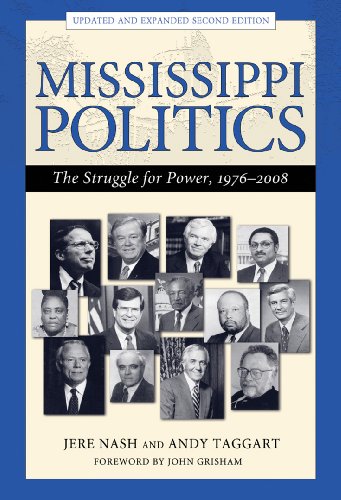 UPDATED AND EXPANDED SECOND EDITION
MISSISSIPPI
POLITICS
The Struggle for Power, 1976–2008
JERE NASH AND ANDY TAGGART
FOREWORD BY JOHN GRISHAM